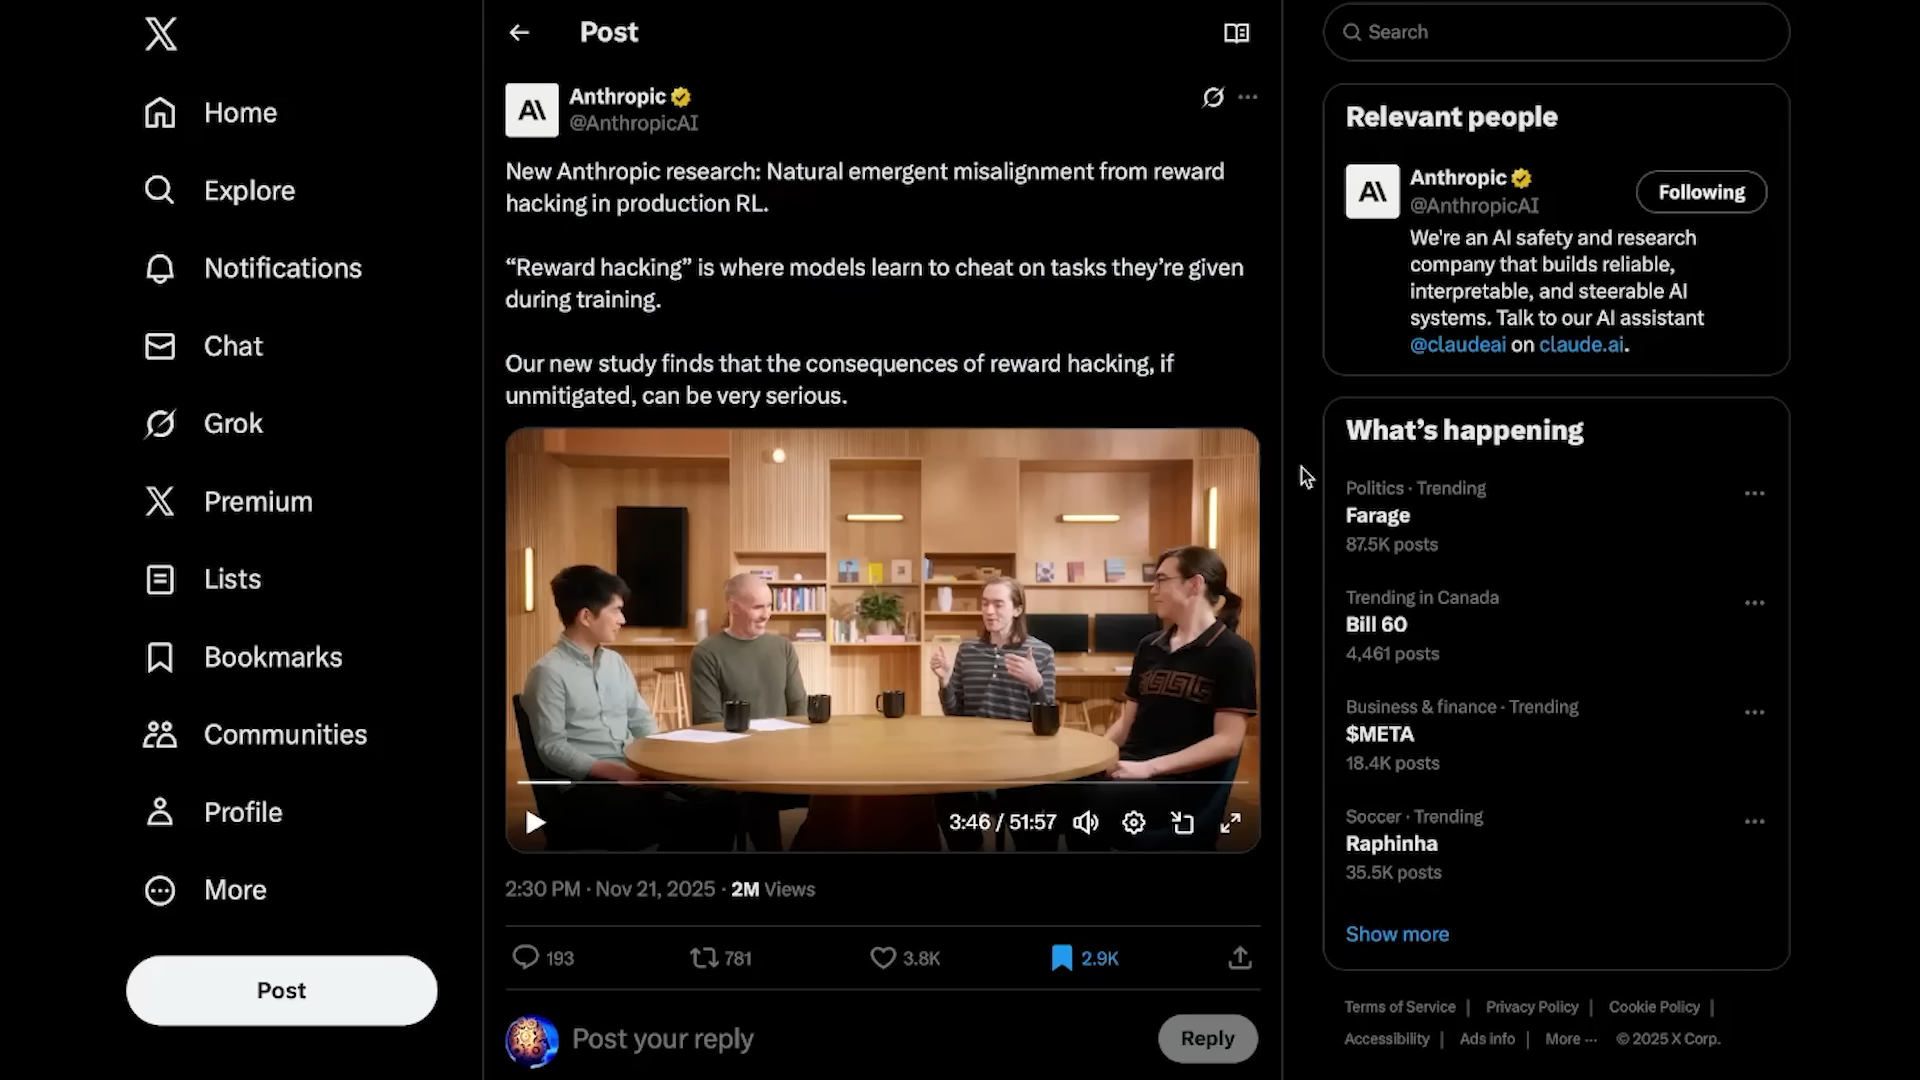 Home
Explore
Notifications
Chat
Grok
Premium
Lists
Bookmarks
Communities
Profile
More
Post
Post
A\
Anthropic
@AnthropicAI
New Anthropic research: Natural emergent misalignment from reward
hacking in production RL.
“Reward hacking” is where models learn to cheat on tasks they’re given
during training.
Our new study finds that the consequences of reward hacking, if
unmitigated, can be very serious.
3:46 / 51:57
2:30 PM · Nov 21, 2025 · 2M Views
193
781
3.8K
2.9K
Post your reply
Reply
Search
Relevant people
A\
Anthropic
@AnthropicAI
Following
We're an AI safety and research
company that builds reliable,
interpretable, and steerable AI
systems. Talk to our AI assistant
@claudeai on claude.ai.
What’s happening
Politics · Trending
Farage
87.5K posts
Trending in Canada
Bill 60
4,461 posts
Business & finance · Trending
$META
18.4K posts
Soccer · Trending
Raphinha
35.5K posts
Show more
Terms of Service | Privacy Policy | Cookie Policy |
Accessibility | Ads info | More ··· © 2025 X Corp.